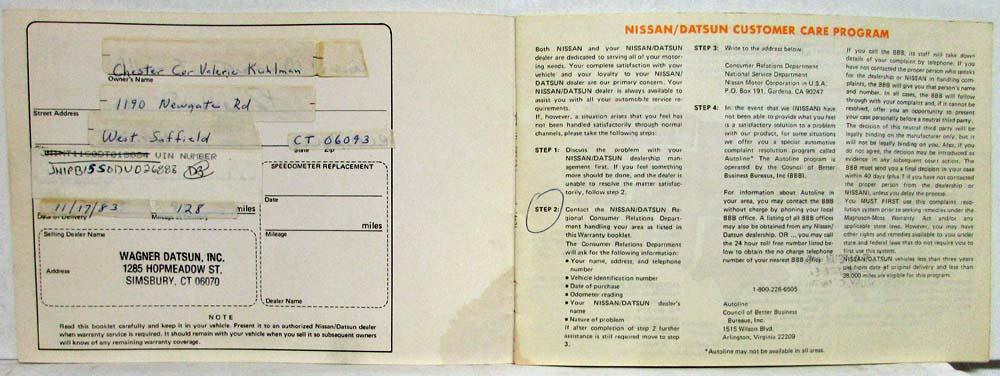 Chester Cor Valerie Kuhlman
Owner's Name
1190 Newgate Rd
Street Address
West Suffield CT 06093
State Zip
VIN NUMBER
JN1PB15S0DU026888 DB
11/17/83 128 miles
Date of Delivery
Selling Dealer Name
WAGNER DATSUN, INC.
Address
1285 HOPMEADOW ST.
SIMSBURY, CT 06070
SPEEDOMETER REPLACEMENT
Date
miles
Mileage
Dealer Name
NOTE
Read this booklet carefully and keep it in your vehicle. Present it to an authorized Nissan/Datsun dealer
when warranty service is required. It should remain with your vehicle when you sell it so subsequent owners
will know of any remaining warranty coverage.
NISSAN/DATSUN CUSTOMER CARE PROGRAM
Both NISSAN and your NISSAN/DATSUN
dealer are dedicated to serving all of your motor-
ing needs. Your complete satisfaction with your
vehicle and your loyalty to your NISSAN/
DATSUN dealer are our primary concern. Your
NISSAN/DATSUN dealer is always available to
assist you with all your automobile service re-
quirements.
If, however, a situation arises that you feel has
not been handled satisfactorily through normal
channels, please take the following steps:
STEP 1: Discuss the problem with your
NISSAN/DATSUN dealership man-
agement first. If you feel something
more should be done, and the dealer is
unable to resolve the matter satisfac-
torily, follow step 2.
STEP 2: Contact the NISSAN/DATSUN Re-
gional Consumer Relations Depart-
ment handling your area as listed in
this Warranty booklet.
The Consumer Relations Department
will ask for the following information:
• Your name, address, and telephone
number
• Vehicle identification number
• Date of purchase
• Odometer reading
• Your NISSAN/DATSUN dealer's
name
• Nature of problem
If after completion of step 2 further
assistance is still required move to step
3.
STEP 3: Write to the address below:
Consumer Relations Department
National Service Department
Nissan Motor Corporation in U.S.A.
P.O. Box 191, Gardena, CA 90247
STEP 4: In the event that we (NISSAN) have
not been able to provide what you feel
is a satisfactory solution to a problem
with our product, for some situations
we offer you a special automotive
complaint resolution program called
Autoline* The Autoline program is
operated by the Council of Better
Business Bureaus, Inc (BBB).
For information about Autoline in
your area, you may contact the BBB
without charge by phoning your local
BBB office. A listing of all BBB offices
may also be obtained from any Nissan/
Datsun dealership. OR ... you may call
the 24 hour toll free number listed be-
low to obtain the no charge telephone
number of your nearest BBB office:
1-800-228-6505
Autoline
Council of Better Business
Bureaus, Inc.
1515 Wilson Blvd.
Arlington, Virginia 22209
*Autoline may not be available in all areas.
If you call the BBB, its staff will take down
details of your complaint by telephone. If you
have not contacted the proper person who speaks
for the dealership or NISSAN in handling com-
plaints, the BBB will give you that person's name
and number. In all cases, the BBB will follow
through with your complaint and, if it cannot be
resolved, offer you an opportunity to present
your case personally before a neutral third party.
The decision of this neutral third party will be
legally binding on the manufacturer only, but it
will not be legally binding on you. Also, if you
do not agree, the decision may be introduced as
evidence in any subsequent court action. The
BBB must send you a final decision in your case
within 40 days (plus 7 if you have not contacted
the proper person from the dealership or
NISSAN), unless you delay the process.
You MUST FIRST use this complaint reso-
lution system prior to seeking remedies under the
Magnuson-Moss Warranty Act and/or any
applicable state laws. However, you may have
other rights and remedies available to you under
state and federal laws that do not require you to
first use this system.
NISSAN/DATSUN vehicles less than three years
old from date of original delivery and less than
36,000 miles are eligible for this program.